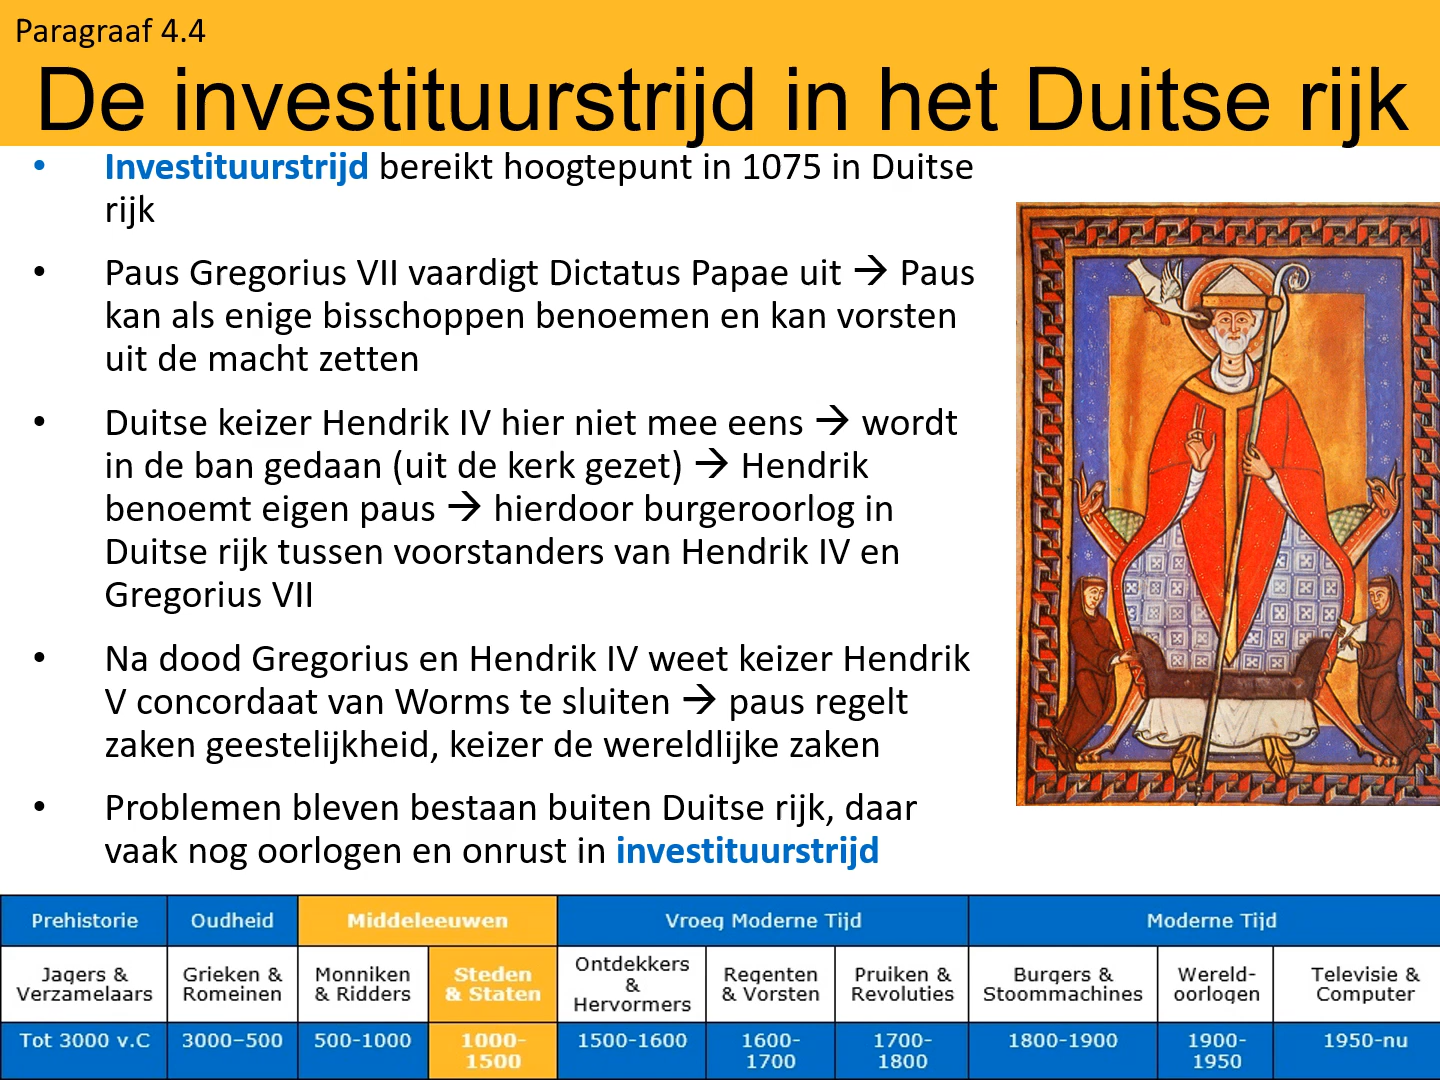 Paragraaf 4.4
De investituurstrijd in het Duitse rijk
• Investituurstrijd bereikt hoogtepunt in 1075 in Duitse
rijk
• Paus Gregorius VII vaardigt Dictatus Papae uit → Paus
kan als enige bisschoppen benoemen en kan vorsten
uit de macht zetten
• Duitse keizer Hendrik IV hier niet mee eens → wordt
in de ban gedaan (uit de kerk gezet) → Hendrik
benoemt eigen paus → hierdoor burgeroorlog in
Duitse rijk tussen voorstanders van Hendrik IV en
Gregorius VII
• Na dood Gregorius en Hendrik IV weet keizer Hendrik
V concordaat van Worms te sluiten → paus regelt
zaken geestelijkheid, keizer de wereldlijke zaken
• Problemen bleven bestaan buiten Duitse rijk, daar
vaak nog oorlogen en onrust in investituurstrijd
Prehistorie Oudheid Middeleeuwen Vroeg Moderne Tijd Moderne Tijd
Jagers &
Verzamelaars
Grieken &
Romeinen
Monniken
& Ridders
Steden
& Staten
Ontdekkers
&
Hervormers
Regenten
& Vorsten
Pruiken &
Revoluties
Burgers &
Stoommachines
Wereld-
oorlogen
Televisie &
Computer
Tot 3000 v.C
3000–500
500-1000
1000-
1500
1500-1600
1600-
1700
1700-
1800
1800-1900
1900-
1950
1950-nu